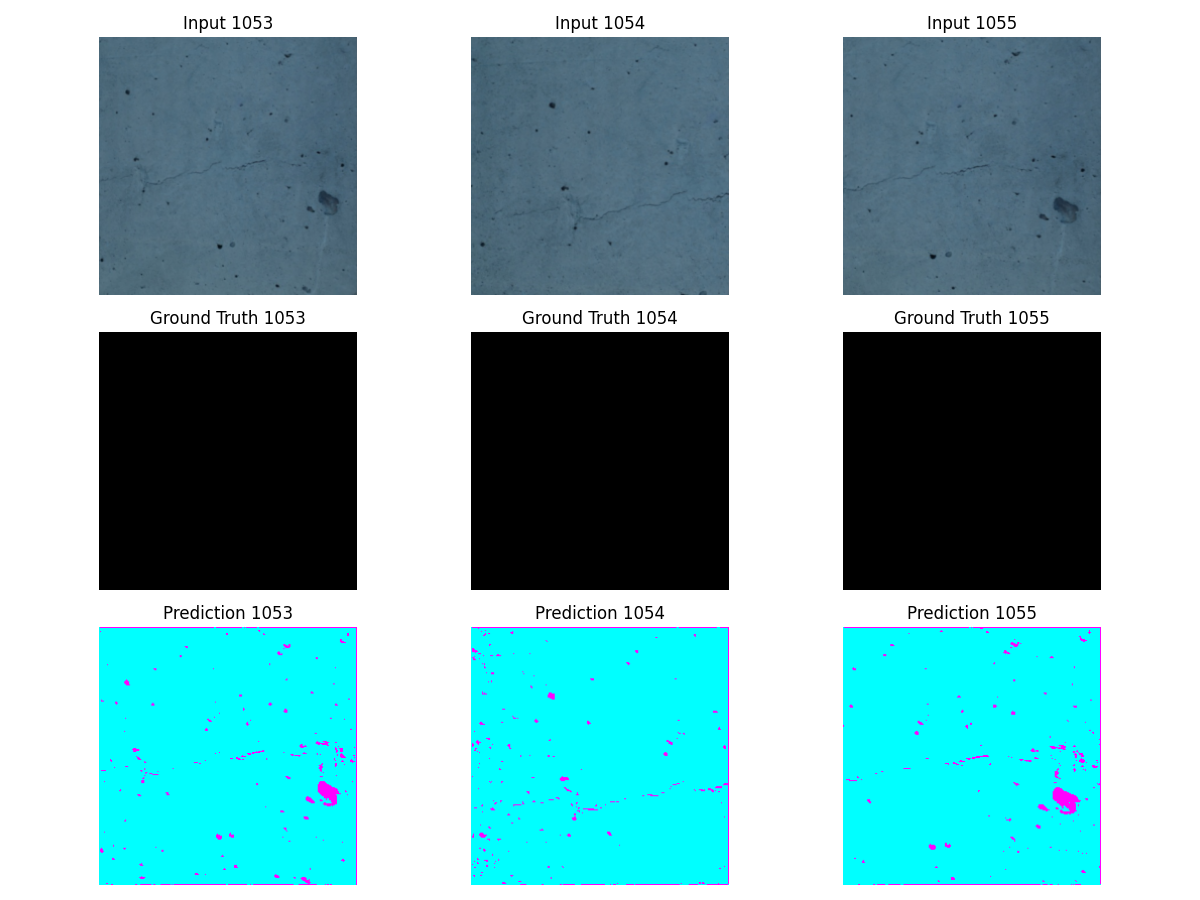 Input 1053
Input 1054
Input 1055
Ground Truth 1053
Ground Truth 1054
Ground Truth 1055
Prediction 1053
Prediction 1054
Prediction 1055